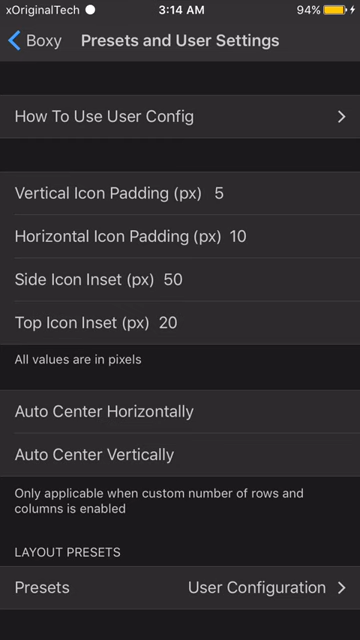 xOriginalTech 3:14 AM 94%
Boxy Presets and User Settings
How To Use User Config
Vertical Icon Padding (px) 5
Horizontal Icon Padding (px) 10
Side Icon Inset (px) 50
Top Icon Inset (px) 20
All values are in pixels
Auto Center Horizontally
Auto Center Vertically
Only applicable when custom number of rows and
columns is enabled
LAYOUT PRESETS
Presets User Configuration